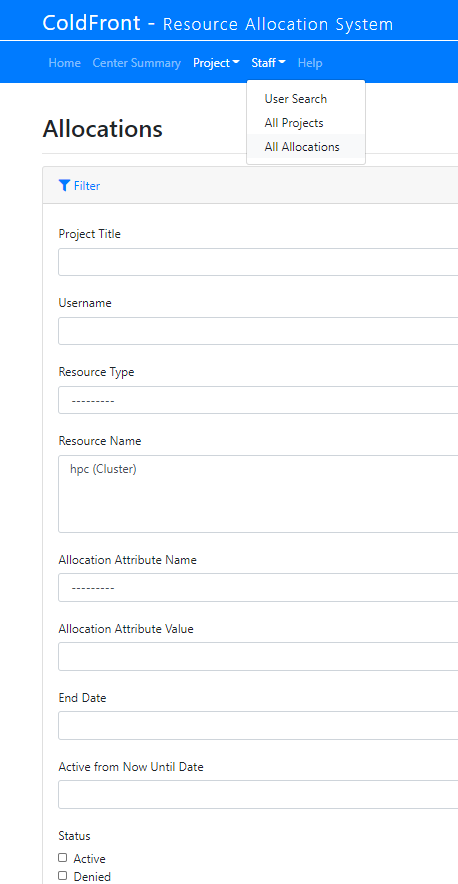 ColdFront - Resource Allocation System
Home Center Summary Project Staff Help
User Search
All Projects
All Allocations
Allocations
Filter
Project Title
Username
Resource Type
---------
Resource Name
hpc (Cluster)
Allocation Attribute Name
---------
Allocation Attribute Value
End Date
Active from Now Until Date
Status
Active
Denied